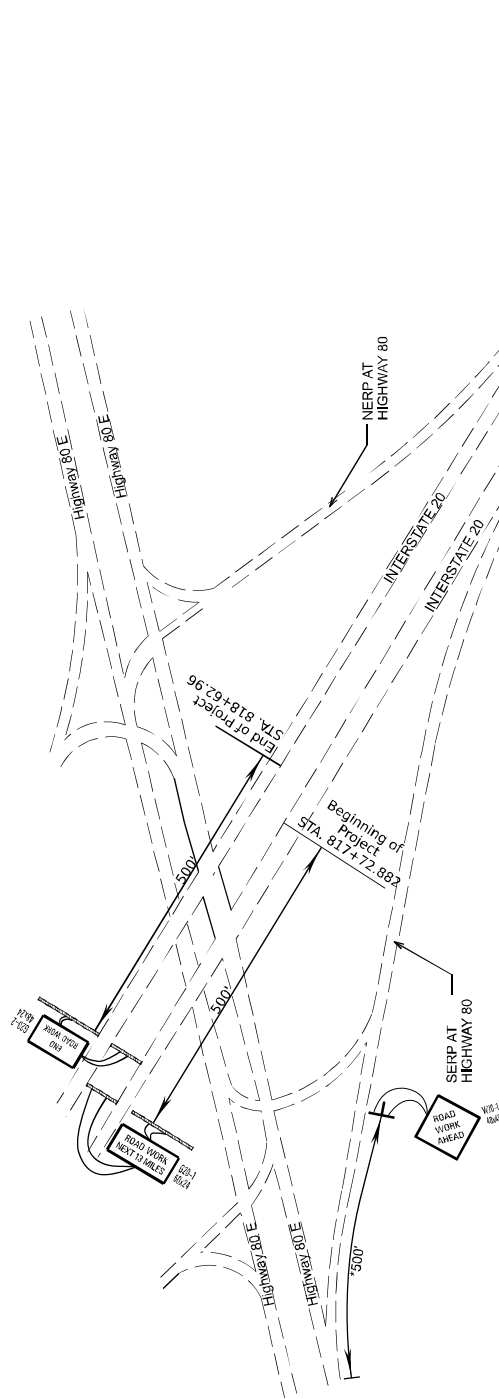 NERP AT
HIGHWAY 80
Highway 80 E
Highway 80 E
INTERSTATE 20
INTERSTATE 20
End of Project
STA. 818+62.96
Beginning of
Project
STA. 817+72.882
500'
500'
G20-2
48x24
END
ROAD WORK
ROAD WORK
NEXT 13 MILES
G20-1
60x24
SERP AT
HIGHWAY 80
ROAD
WORK
AHEAD
Highway 80 E
Highway 80 E
*500'